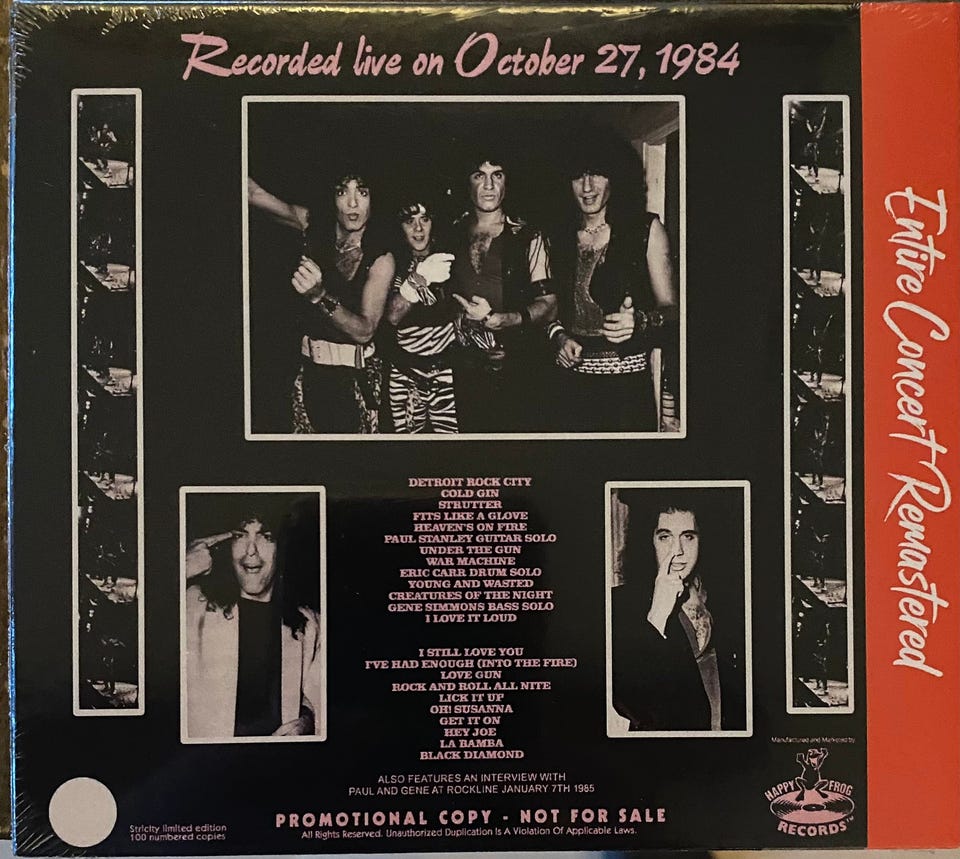 Recorded live on October 27, 1984
Entire Concert Remastered
DETROIT ROCK CITY
COLD GIN
STRUTTER
FITS LIKE A GLOVE
HEAVEN'S ON FIRE
PAUL STANLEY GUITAR SOLO
UNDER THE GUN
WAR MACHINE
ERIC CARR DRUM SOLO
YOUNG AND WASTED
CREATURES OF THE NIGHT
GENE SIMMONS BASS SOLO
I LOVE IT LOUD
I STILL LOVE YOU
I'VE HAD ENOUGH (INTO THE FIRE)
LOVE GUN
ROCK AND ROLL ALL NITE
LICK IT UP
OH! SUSANNA
GET IT ON
HEY JOE
LA BAMBA
BLACK DIAMOND
ALSO FEATURES AN INTERVIEW WITH
PAUL AND GENE AT ROCKLINE JANUARY 7TH 1985
PROMOTIONAL COPY - NOT FOR SALE
All Rights Reserved. Unauthorized Duplication Is A Violation Of Applicable Laws.
Strictly limited edition
100 numbered copies
Manufactured and Marketed by
HAPPY FROG
RECORDS™